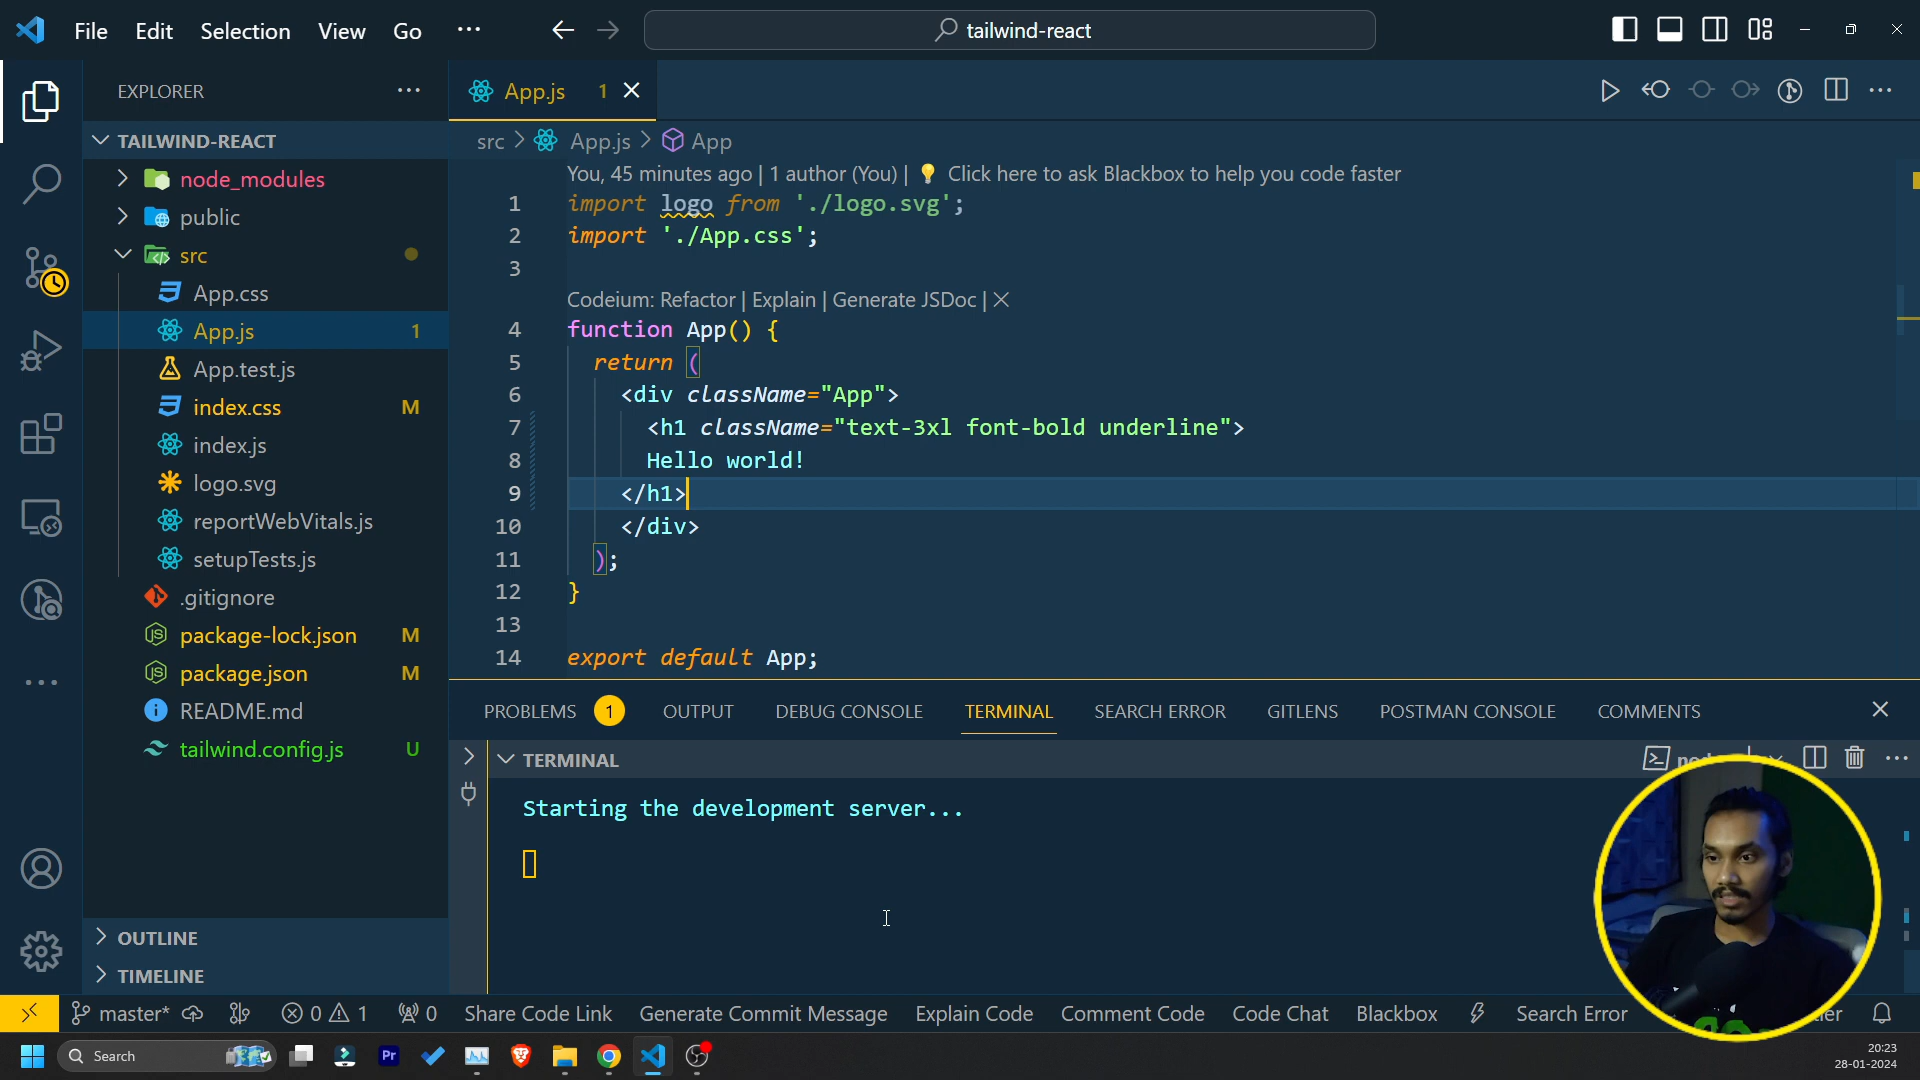 File Edit Selection View Go ···
tailwind-react
EXPLORER
TAILWIND-REACT
node_modules
public
src
App.css
App.js 1
App.test.js
index.css M
index.js
logo.svg
reportWebVitals.js
setupTests.js
.gitignore
package-lock.json M
package.json M
README.md
tailwind.config.js U
OUTLINE
TIMELINE
App.js 1
src > App.js > App
You, 45 minutes ago | 1 author (You) | Click here to ask Blackbox to help you code faster
1 import logo from './logo.svg';
2 import './App.css';
3
Codeium: Refactor | Explain | Generate JSDoc | ×
4 function App() {
5 return (
6 <div className="App">
7 <h1 className="text-3xl font-bold underline">
8 Hello world!
9 </h1>
10 </div>
11 );
12 }
13
14 export default App;
PROBLEMS 1 OUTPUT DEBUG CONSOLE TERMINAL SEARCH ERROR GITLENS POSTMAN CONSOLE COMMENTS
TERMINAL
Starting the development server...
master* 0 1 0 Share Code Link Generate Commit Message Explain Code Comment Code Code Chat Blackbox Search Error
Search
Pr
20:23
28-01-2024